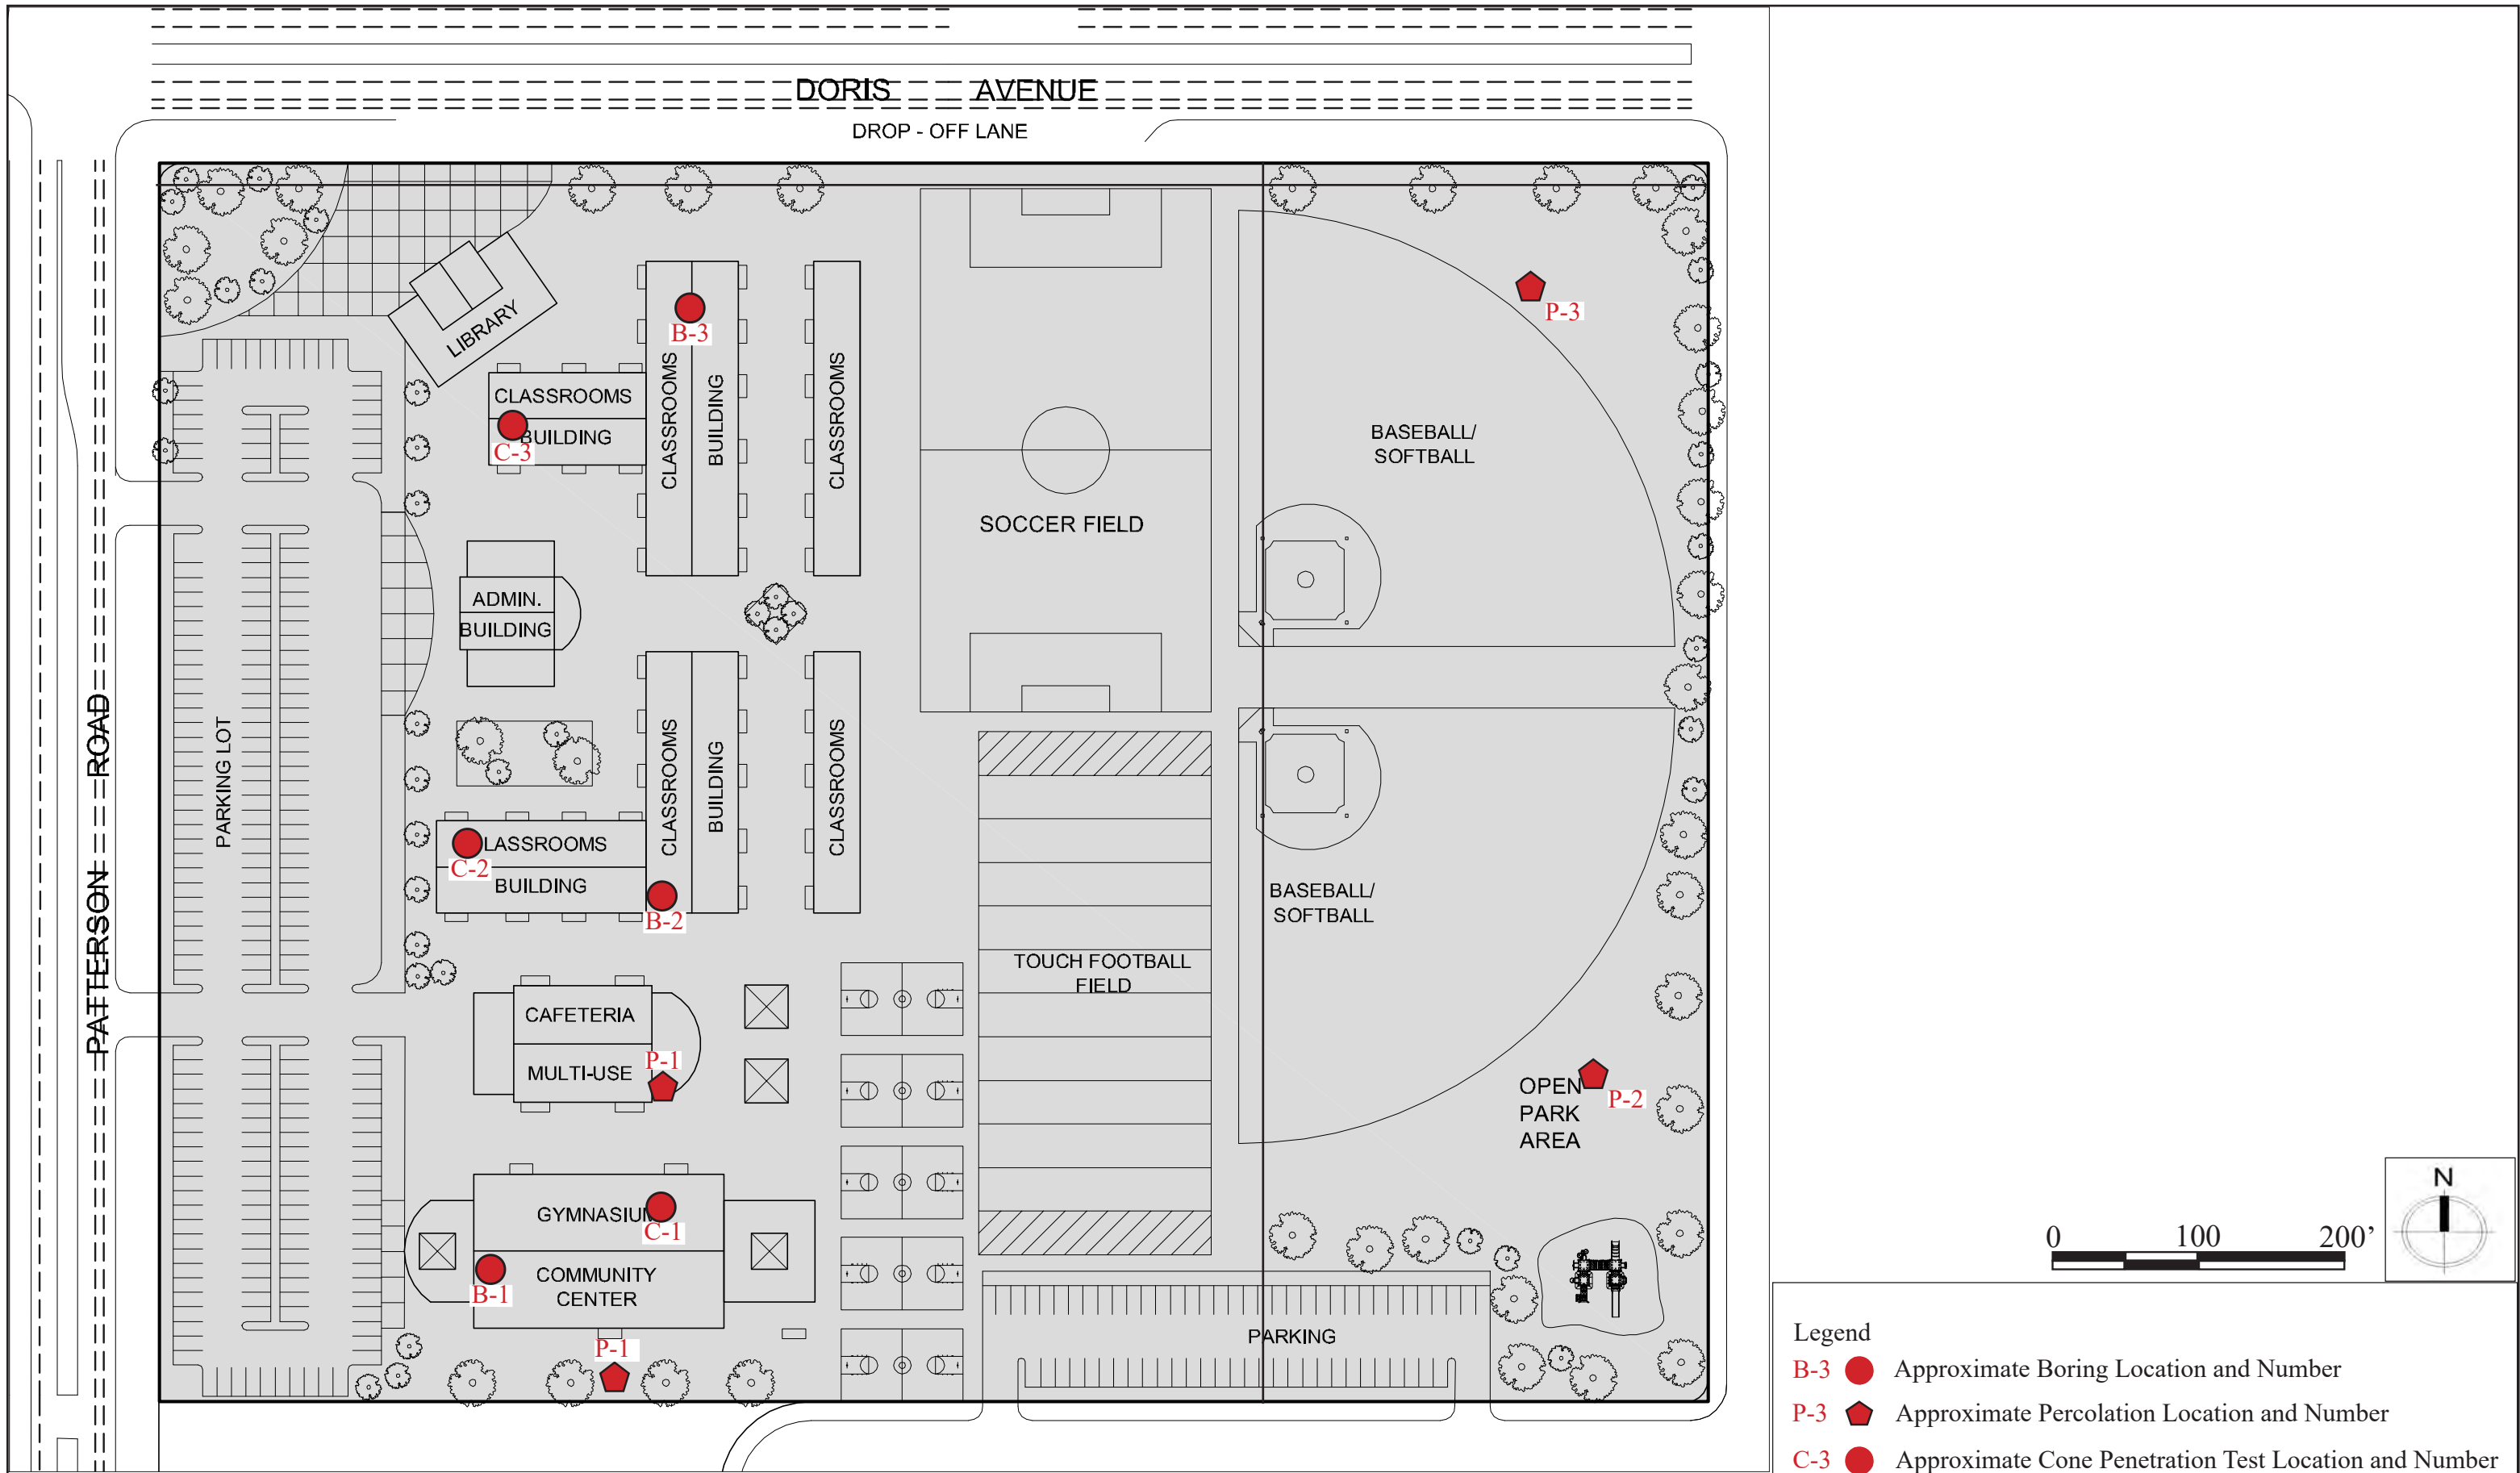 DORIS AVENUE
DROP - OFF LANE
PATTERSON ROAD
PARKING LOT
LIBRARY
CLASSROOMS
BUILDING
C-3
B-3
CLASSROOMS
BUILDING
CLASSROOMS
SOCCER FIELD
BASEBALL/
SOFTBALL
P-3
ADMIN.
BUILDING
CLASSROOMS
BUILDING
CLASSROOMS
LASSROOMS
C-2
BUILDING
B-2
BASEBALL/
SOFTBALL
TOUCH FOOTBALL
FIELD
CAFETERIA
MULTI-USE
P-1
OPEN
PARK
AREA
P-2
GYMNASIUM
C-1
COMMUNITY
CENTER
B-1
P-1
PARKING
N
0 100 200'
Legend
B-3 Approximate Boring Location and Number
P-3 Approximate Percolation Location and Number
C-3 Approximate Cone Penetration Test Location and Number